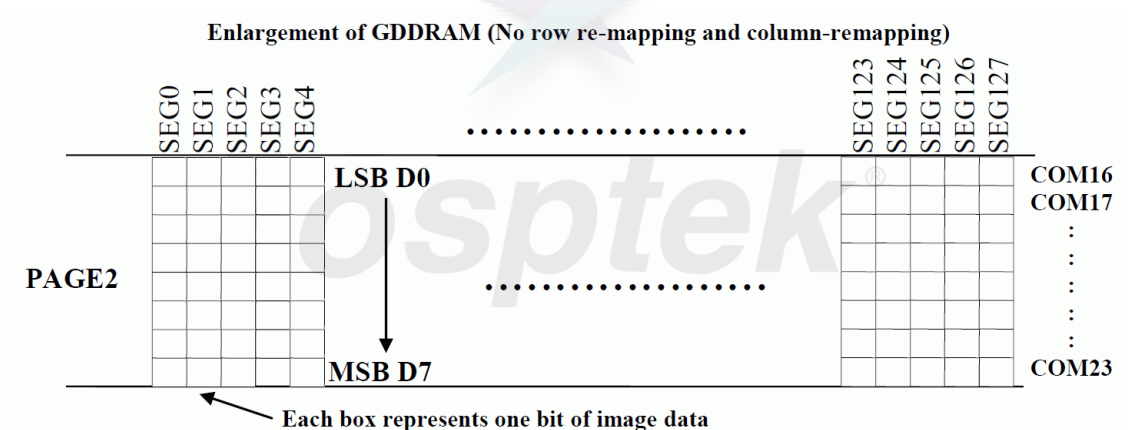 Enlargement of GDDRAM (No row re-mapping and column-remapping)
SEG0
SEG1
SEG2
SEG3
SEG4
SEG123
SEG124
SEG125
SEG126
SEG127
....................
LSB D0
COM16
COM17
:
:
:
:
:
COM23
PAGE2
osptek®
....................
MSB D7
Each box represents one bit of image data